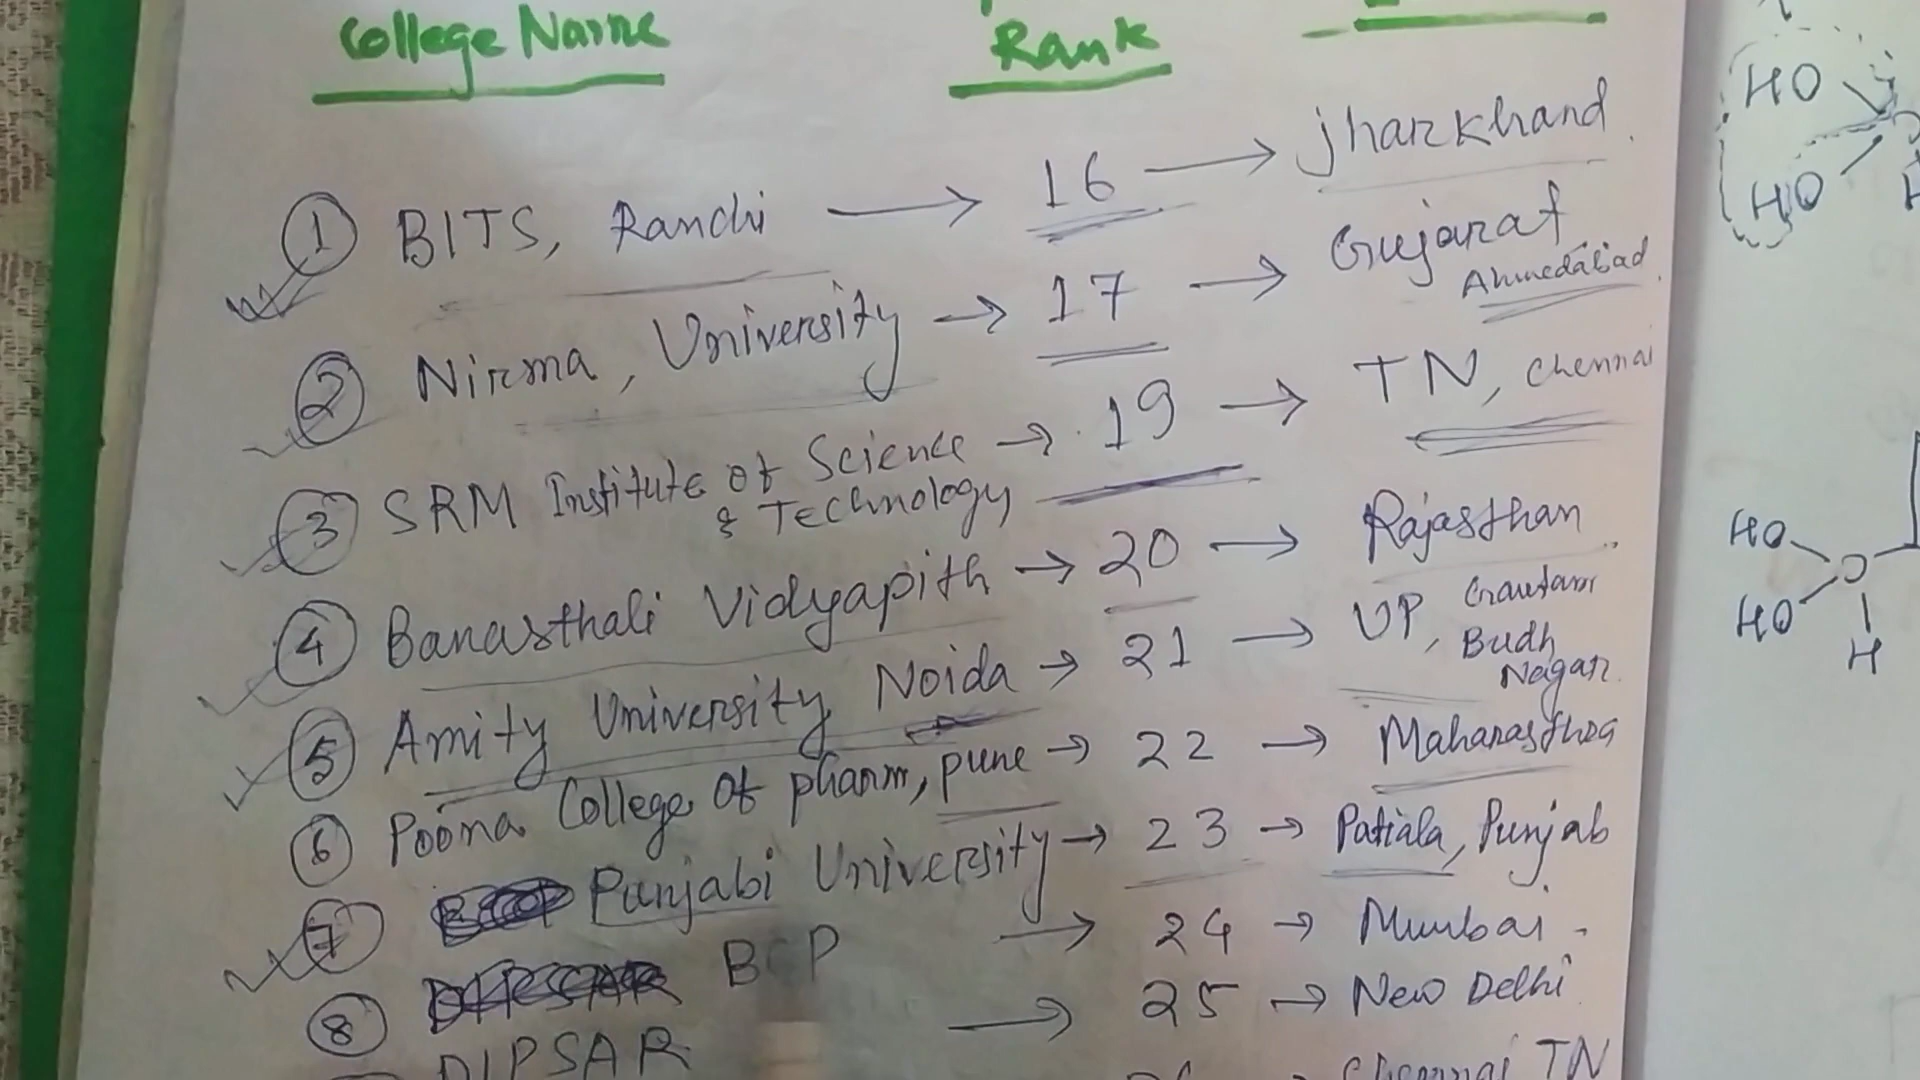 College Name Rank
① BITS, Ranchi → 16 → Jharkhand.
② Nirma, University → 17 → Gujarat
Ahmedabad.
③ SRM Institute of Science → 19 → TN, Chennai
& Technology
④ Banasthali Vidyapith → 20 → Rajasthan
⑤ Amity University Noida → 21 → UP, Gautam
Budh
Nagar.
⑥ Poona College of pharm, pune → 22 → Maharasthra
⑦ Punjabi University → 23 → Patiala, Punjab
⑧ BCP → 24 → Mumbai
DIPSAR → 25 → New Delhi
Chennai TN
HO
HO
H
HO
HO
H